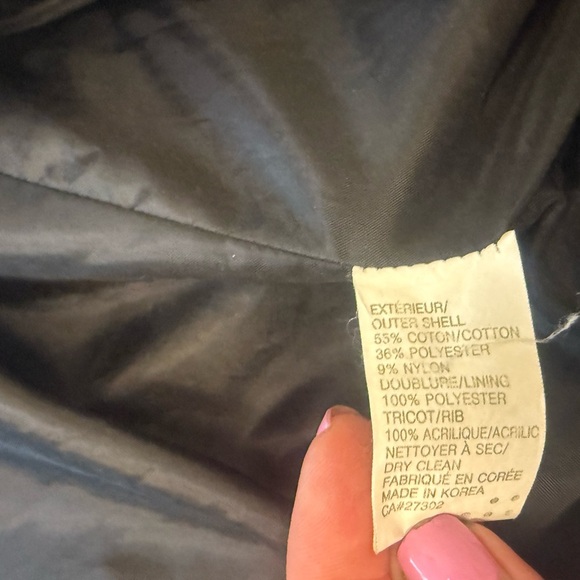 EXTÉRIEUR/
OUTER SHELL
55% COTON/COTTON
36% POLYESTER
9% NYLON
DOUBLURE/LINING
100% POLYESTER
TRICOT/RIB
100% ACRILIQUE/ACRILIC
NETTOYER À SEC/
DRY CLEAN
FABRIQUÉ EN CORÉE
MADE IN KOREA
CA#27302